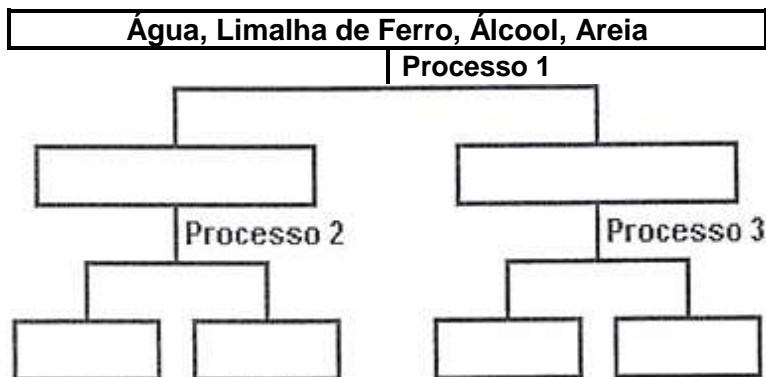 Água, Limalha de Ferro, Álcool, Areia
Processo 1
Processo 2
Processo 3